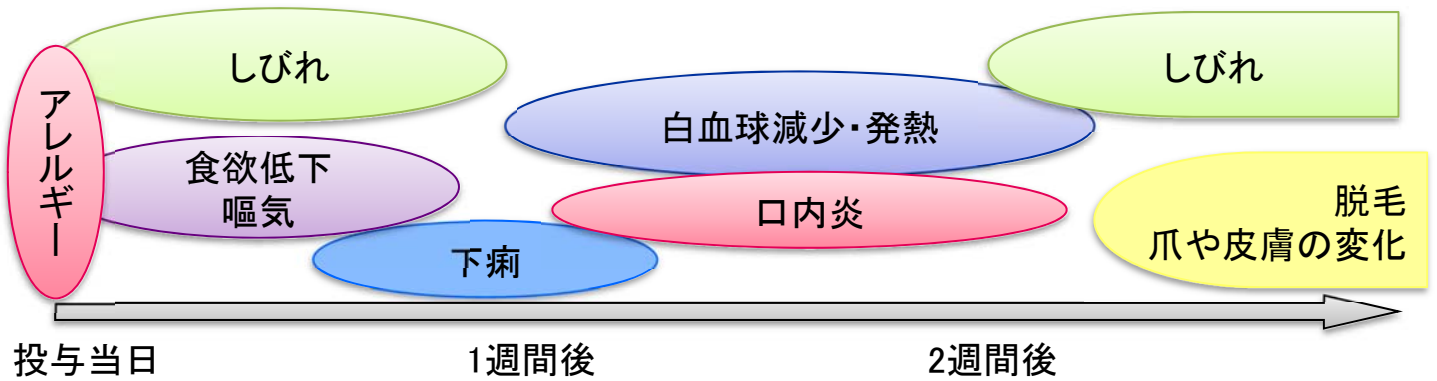 アレルギー
しびれ
食欲低下
嘔気
下痢
白血球減少・発熱
口内炎
しびれ
脱毛
爪や皮膚の変化
投与当日
1週間後
2週間後